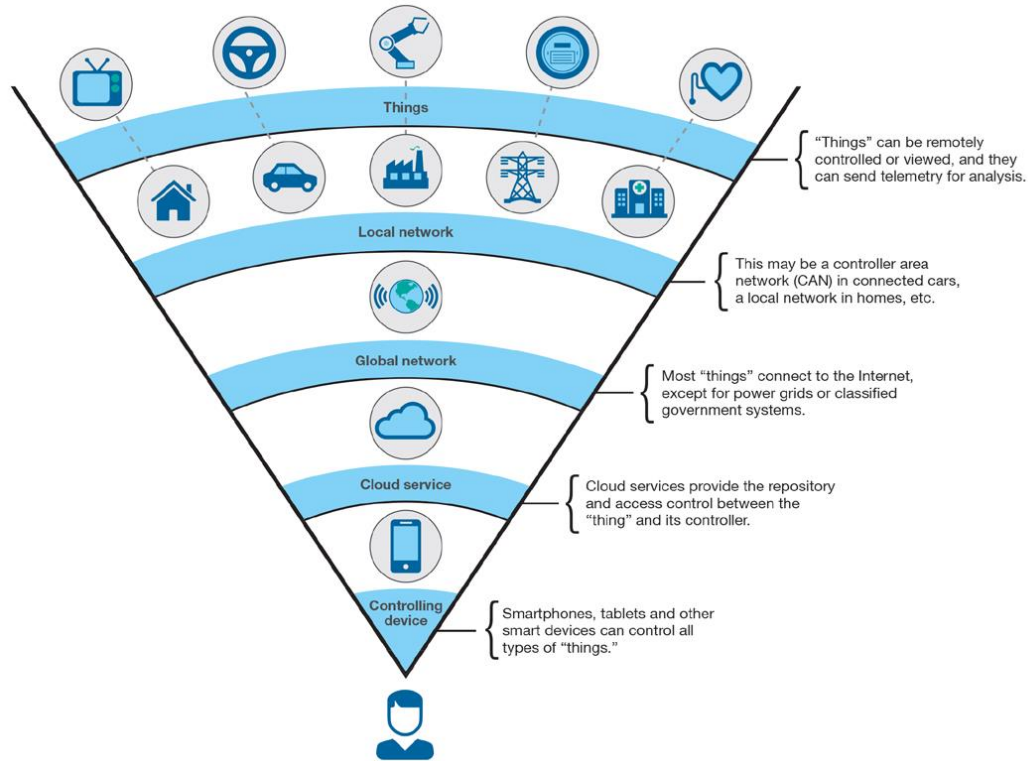 Things
“Things” can be remotely
controlled or viewed, and they
can send telemetry for analysis.
Local network
This may be a controller area
network (CAN) in connected cars,
a local network in homes, etc.
Global network
Most “things” connect to the Internet,
except for power grids or classified
government systems.
Cloud service
Cloud services provide the repository
and access control between the
“thing” and its controller.
Controlling
device
Smartphones, tablets and other
smart devices can control all
types of “things.”